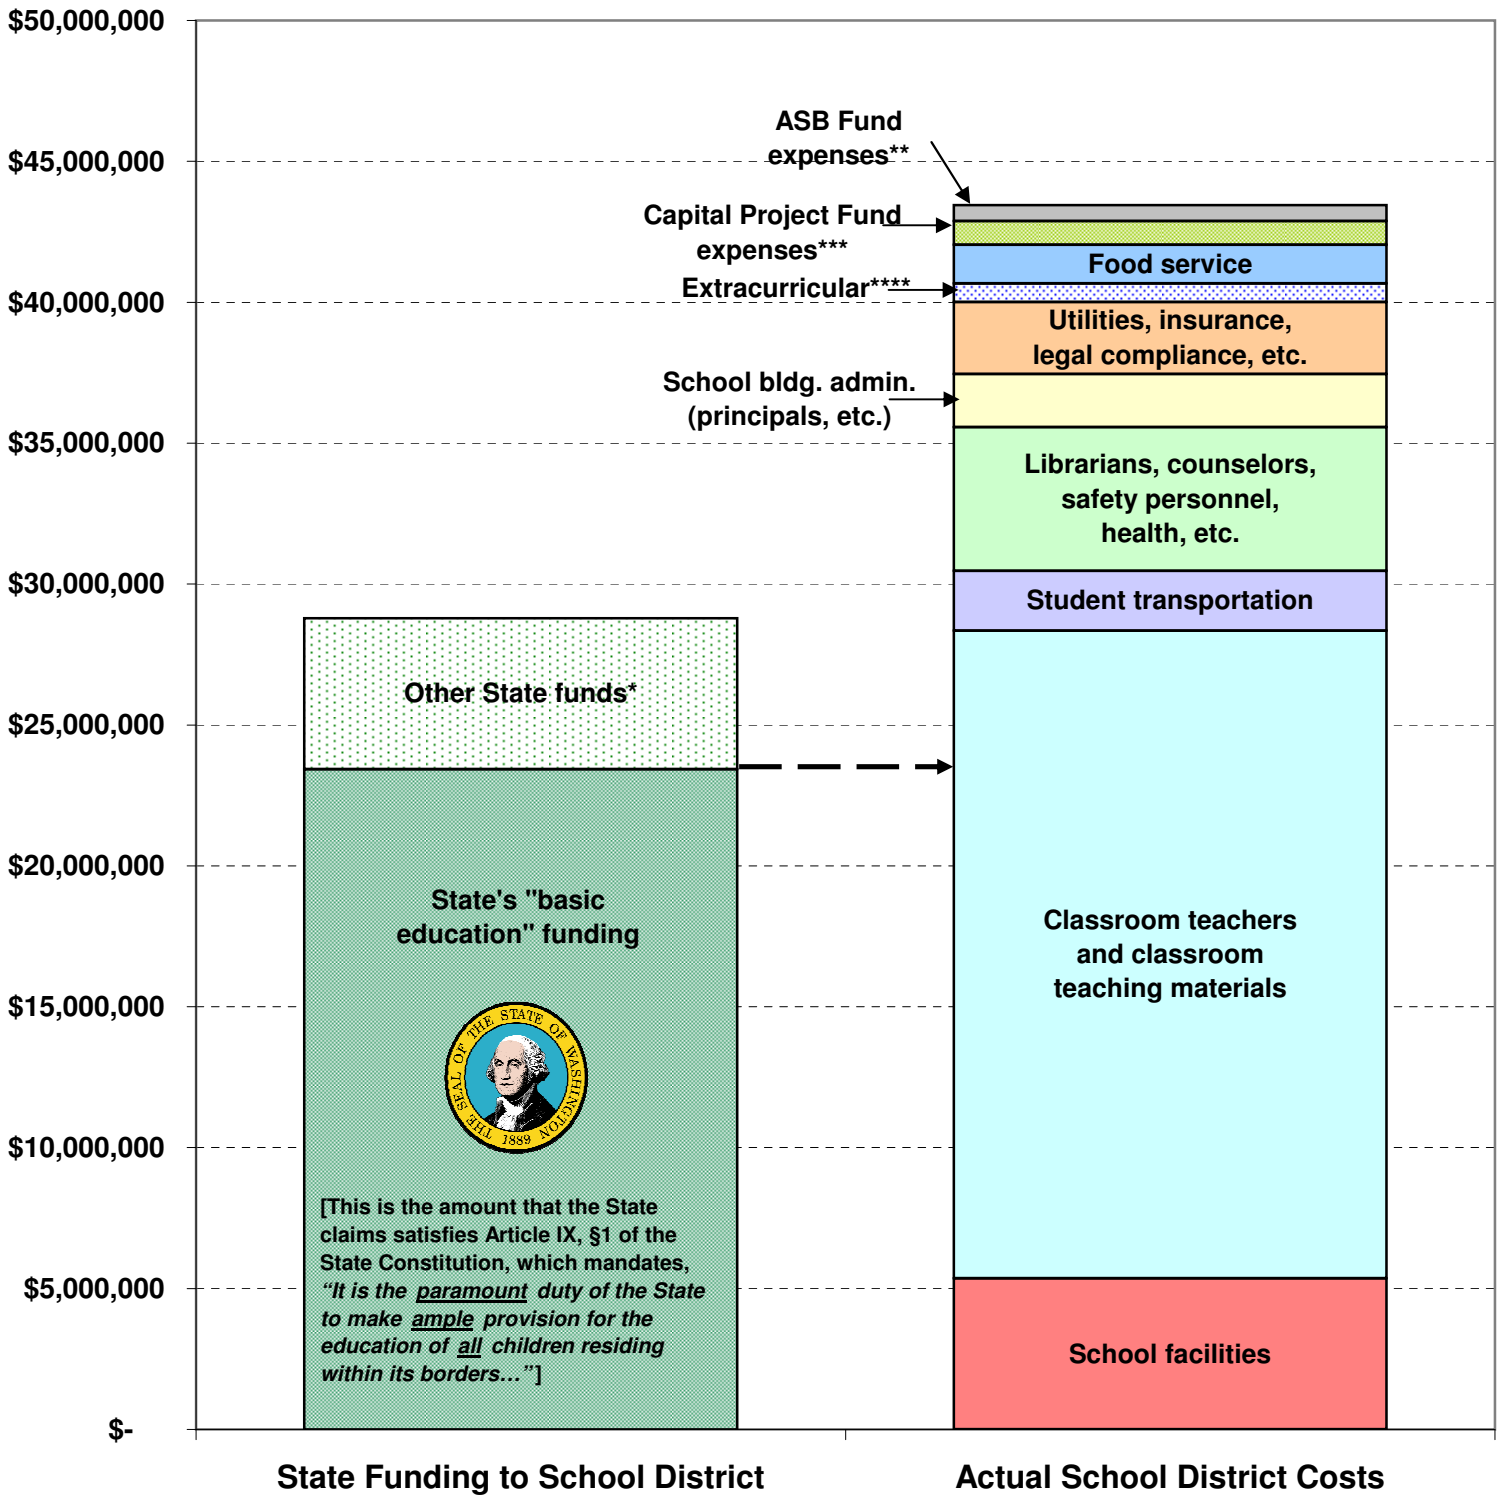 $50,000,000
$45,000,000
$40,000,000
$35,000,000
$30,000,000
$25,000,000
$20,000,000
$15,000,000
$10,000,000
$5,000,000
$-
Other State funds*
State's "basic
education" funding
THE SEAL OF THE STATE OF WASHINGTON
1889
[This is the amount that the State
claims satisfies Article IX, §1 of the
State Constitution, which mandates,
“It is the paramount duty of the State
to make ample provision for the
education of all children residing
within its borders…”]
ASB Fund
expenses**
Capital Project Fund
expenses***
Extracurricular****
School bldg. admin.
(principals, etc.)
Food service
Utilities, insurance,
legal compliance, etc.
Librarians, counselors,
safety personnel,
health, etc.
Student transportation
Classroom teachers
and classroom
teaching materials
School facilities
State Funding to School District
Actual School District Costs